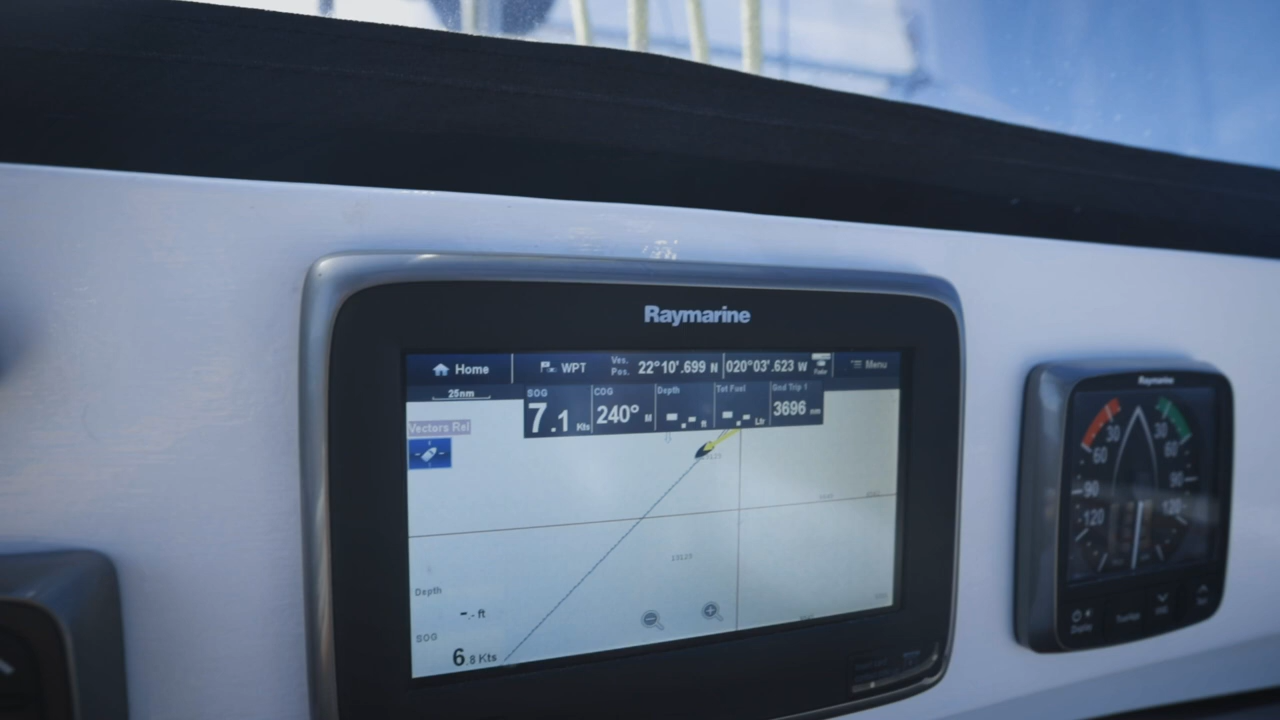 Raymarine
Home WPT Ves. Pos. 22°10'.699 N 020°03'.623 W Menu
25nm SOG 7.1 Kts COG 240° M Depth -.- ft Tot Fuel -.- Ltr Gnd Trip 1 3696 nm
Vectors Rel
13123
Depth
-.- ft
SOG
6.8 Kts
Raymarine
30 30
60 60
90 90
120 120